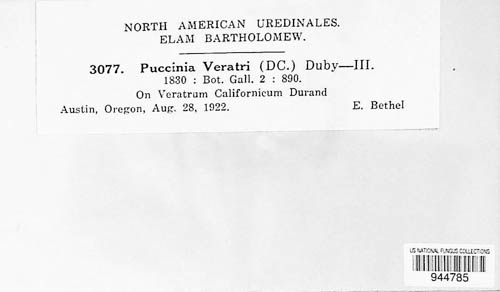 NORTH AMERICAN UREDINALES.
ELAM BARTHOLOMEW.
3077. Puccinia Veratri (DC.) Duby—III.
1830 : Bot. Gall. 2 : 890.
On Veratrum Californicum Durand
Austin, Oregon, Aug. 28, 1922. E. Bethel
US NATIONAL FUNGUS COLLECTIONS
944785